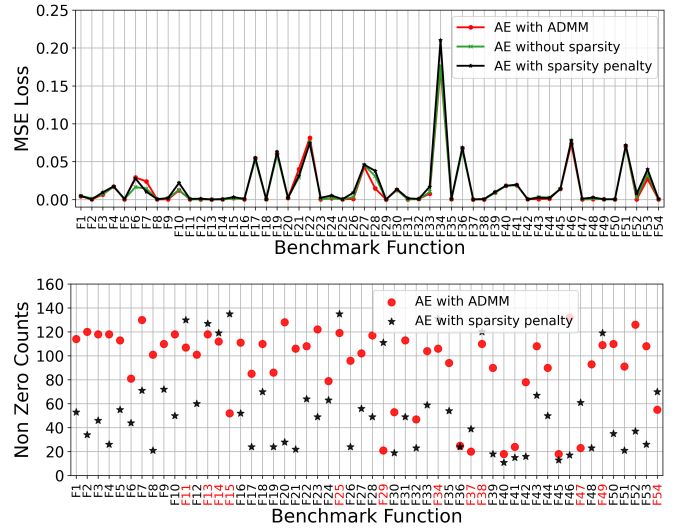 0.25
0.20
0.15
0.10
0.05
0.00
MSE Loss
AE with ADMM
AE without sparsity
AE with sparsity penalty
F1 F2 F3 F4 F5 F6 F7 F8 F9 F10 F11 F12 F13 F14 F15 F16 F17 F18 F19 F20 F21 F22 F23 F24 F25 F26 F27 F28 F29 F30 F31 F32 F33 F34 F35 F36 F37 F38 F39 F40 F41 F42 F43 F44 F45 F46 F47 F48 F49 F50 F51 F52 F53 F54
Benchmark Function
160
140
120
100
80
60
40
20
0
Non Zero Counts
AE with ADMM
AE with sparsity penalty
F1 F2 F3 F4 F5 F6 F7 F8 F9 F10 F11 F12 F13 F14 F15 F16 F17 F18 F19 F20 F21 F22 F23 F24 F25 F26 F27 F28 F29 F30 F31 F32 F33 F34 F35 F36 F37 F38 F39 F40 F41 F42 F43 F44 F45 F46 F47 F48 F49 F50 F51 F52 F53 F54
Benchmark Function